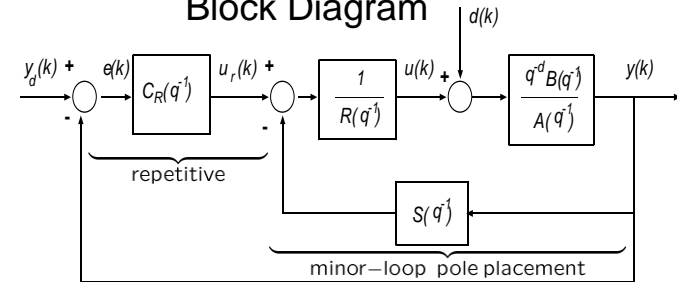 Block Diagram
d(k)
y_d(k) + e(k) C_R(q^-1) u_r(k) + 1 / R(q^-1) u(k) + q^-d B(q^-1) / A(q^-1) y(k)
- -
repetitive
S(q^-1)
minor-loop pole placement
-